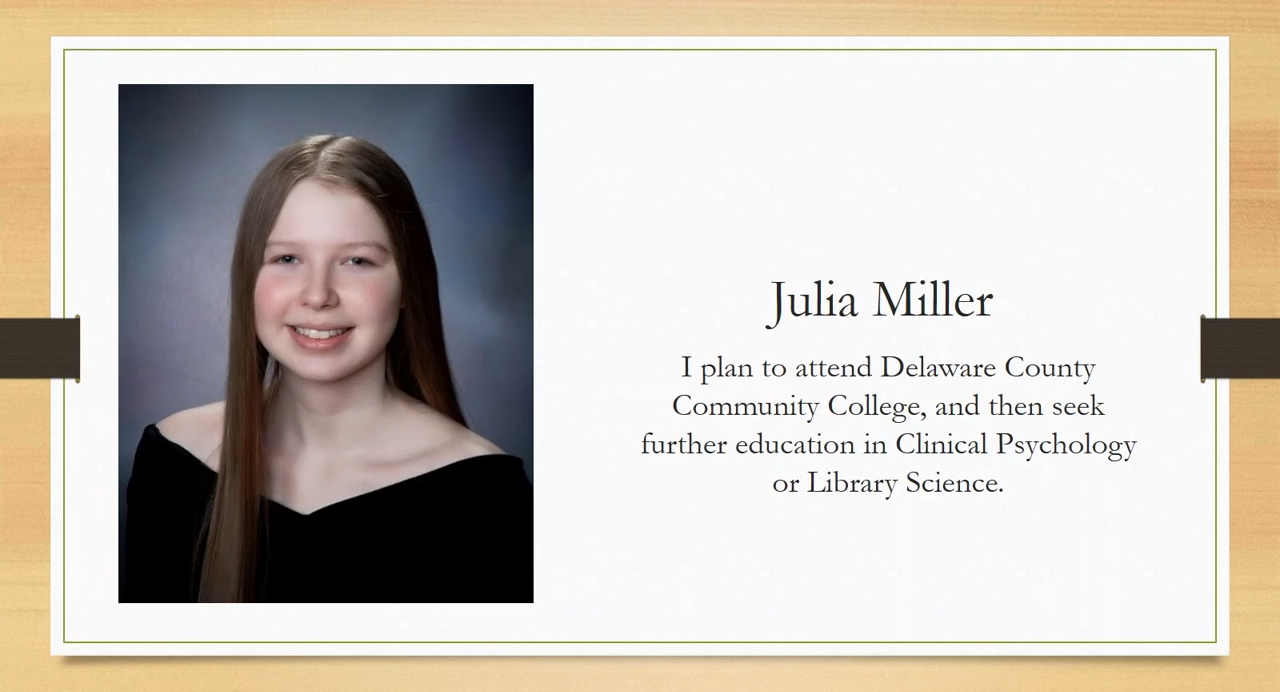 Julia Miller
I plan to attend Delaware County
Community College, and then seek
further education in Clinical Psychology
or Library Science.